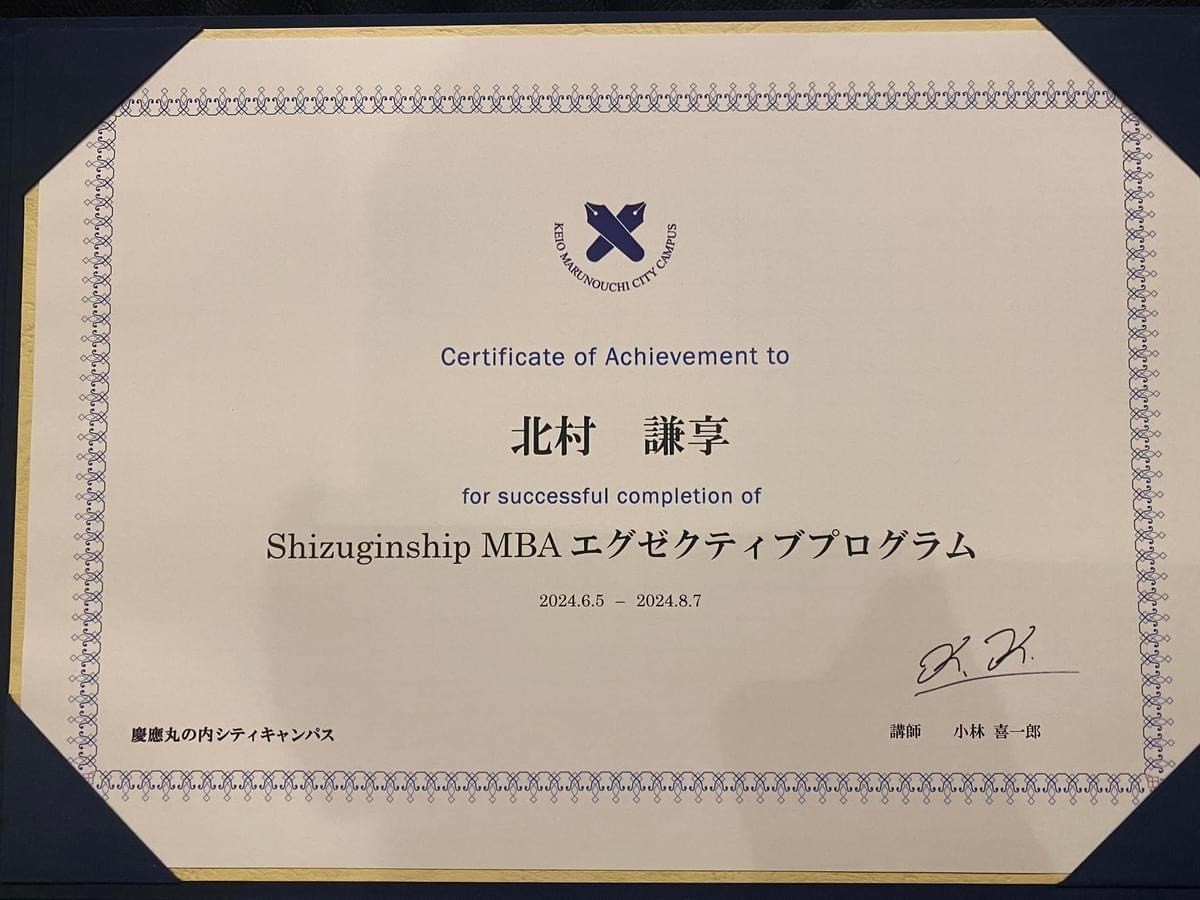 KEIO MARUNOUCHI CITY CAMPUS
Certificate of Achievement to
北村　謙享
for successful completion of
Shizuginship MBA エグゼクティブプログラム
2024.6.5 – 2024.8.7
K. K.
慶應丸の内シティキャンパス
講師　小林 喜一郎